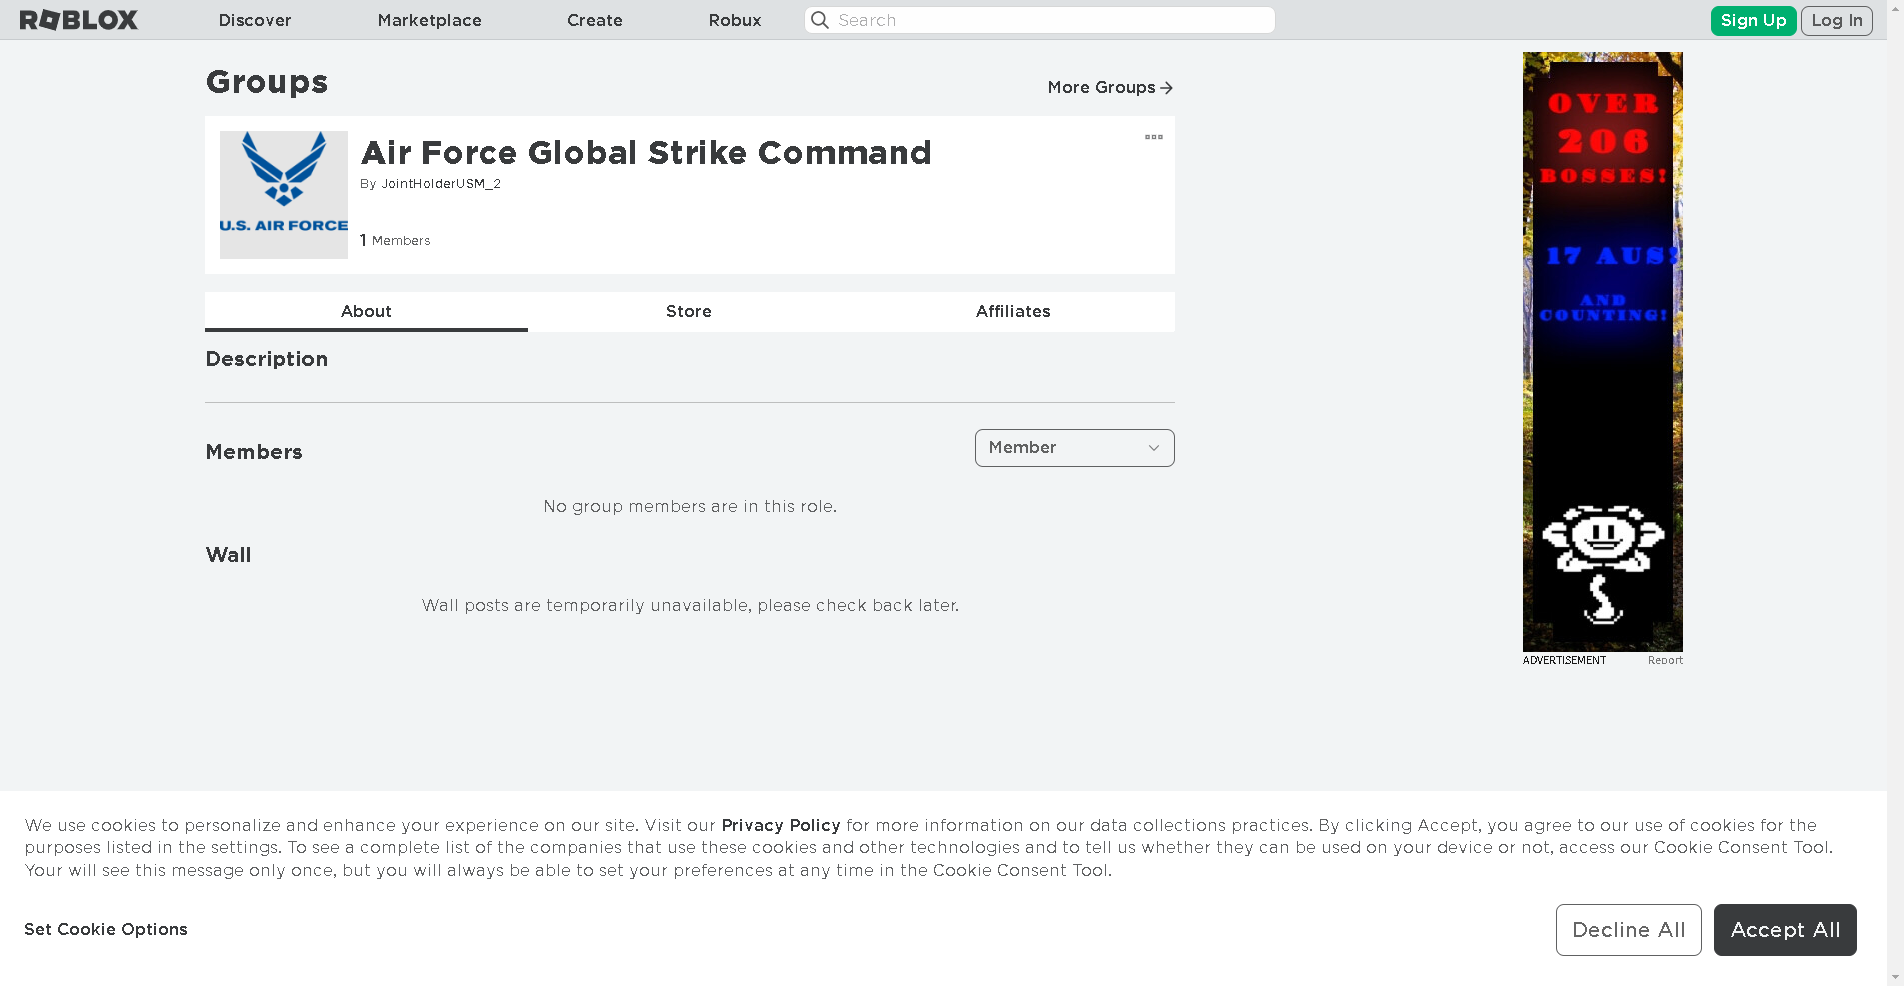 ROBLOX Discover Marketplace Create Robux Search Sign Up Log In
Groups
More Groups
U.S. AIR FORCE
Air Force Global Strike Command
By JointHolderUSM_2
1 Members
About Store Affiliates
Description
Members
Member
No group members are in this role.
Wall
Wall posts are temporarily unavailable, please check back later.
OVER
206
BOSSES!
17 AUS!
AND
COUNTING!
ADVERTISEMENT Report
We use cookies to personalize and enhance your experience on our site. Visit our Privacy Policy for more information on our data collections practices. By clicking Accept, you agree to our use of cookies for the
purposes listed in the settings. To see a complete list of the companies that use these cookies and other technologies and to tell us whether they can be used on your device or not, access our Cookie Consent Tool.
Your will see this message only once, but you will always be able to set your preferences at any time in the Cookie Consent Tool.
Set Cookie Options
Decline All
Accept All